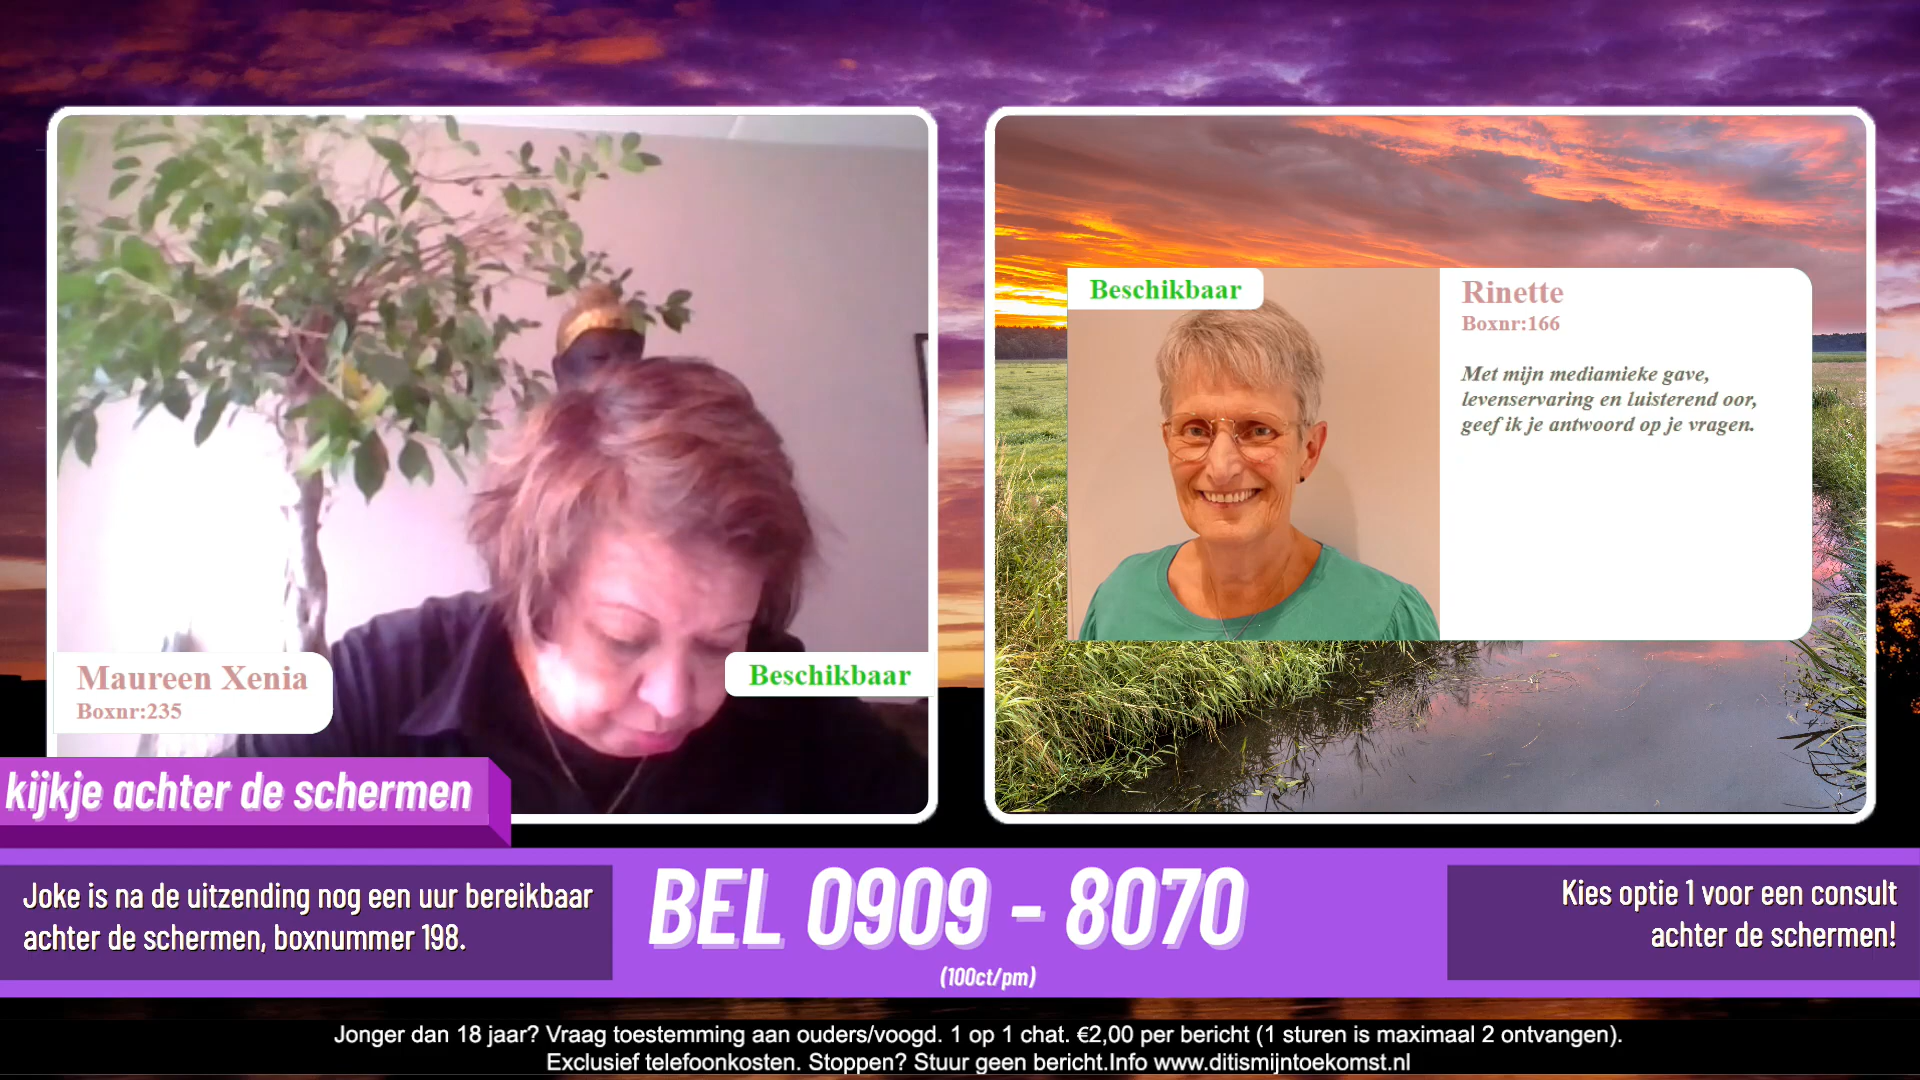 Beschikbaar
Rinette
Boxnr:166
Met mijn mediamieke gave,
levenservaring en luisterend oor,
geef ik je antwoord op je vragen.
Maureen Xenia
Boxnr:235
Beschikbaar
kijkje achter de schermen
Joke is na de uitzending nog een uur bereikbaar
achter de schermen, boxnummer 198.
BEL 0909 - 8070
(100ct/pm)
Kies optie 1 voor een consult
achter de schermen!
Jonger dan 18 jaar? Vraag toestemming aan ouders/voogd. 1 op 1 chat. €2,00 per bericht (1 sturen is maximaal 2 ontvangen).
Exclusief telefoonkosten. Stoppen? Stuur geen bericht.Info www.ditismijntoekomst.nl